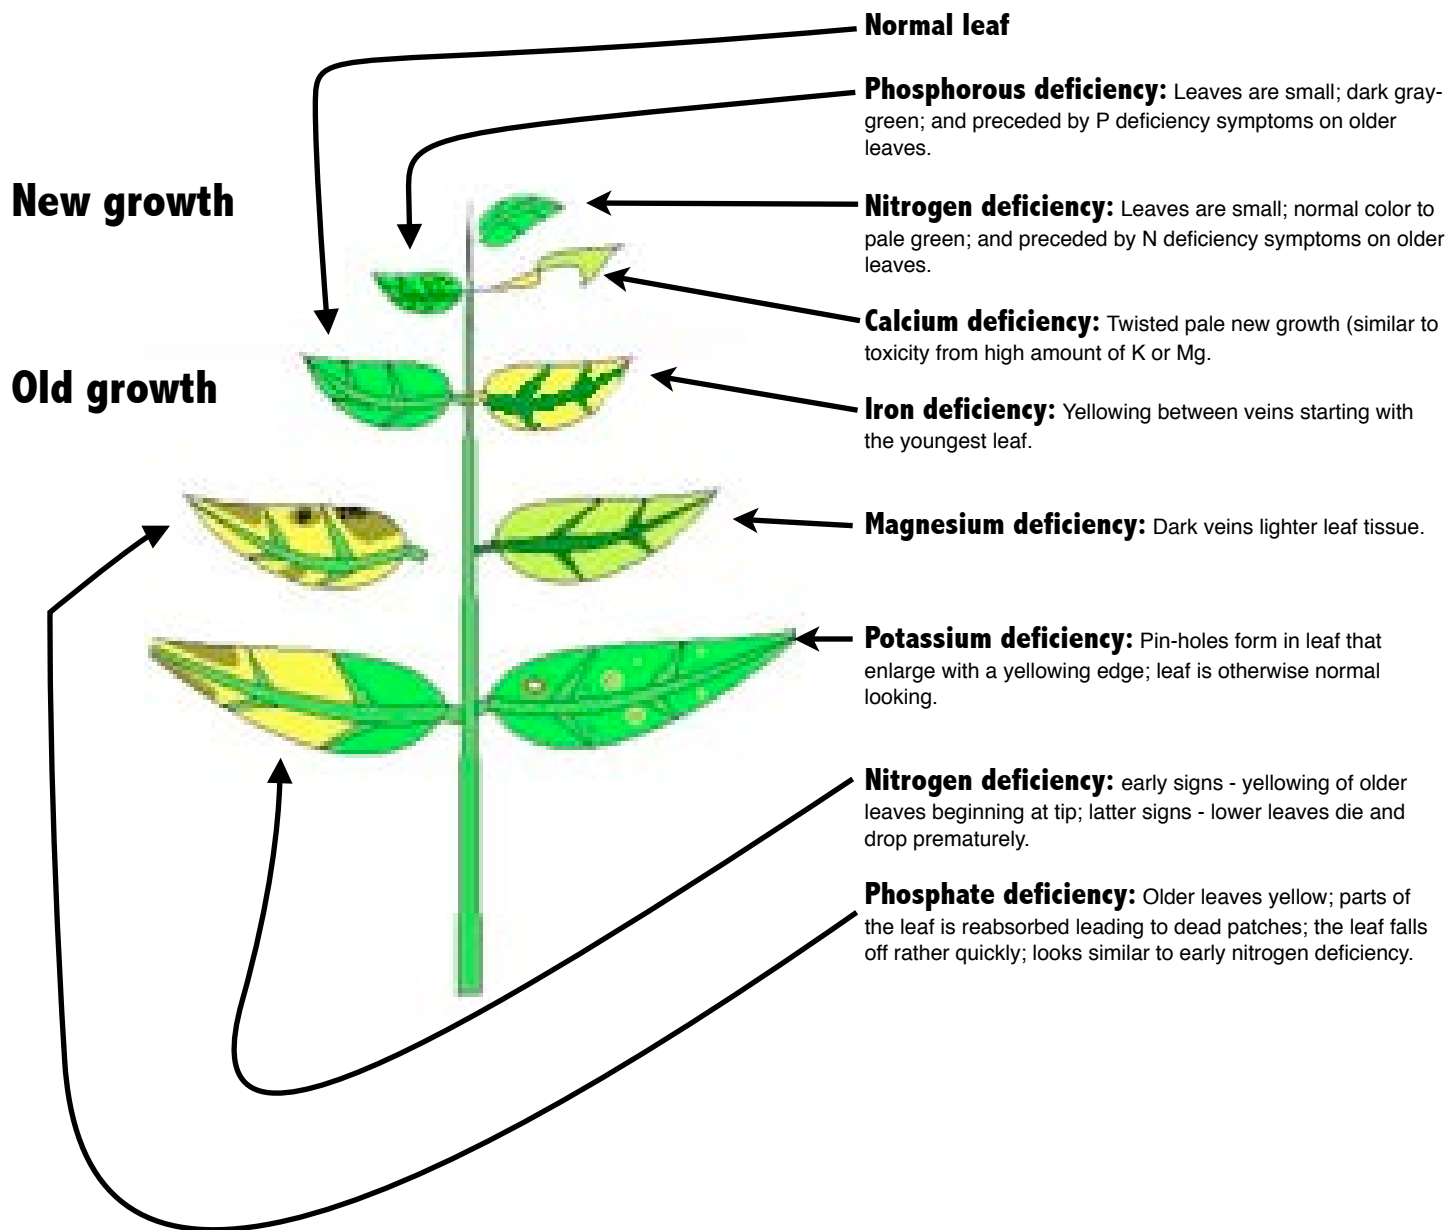 Normal leaf
Phosphorous deficiency: Leaves are small; dark gray-
green; and preceded by P deficiency symptoms on older
leaves.
New growth
Nitrogen deficiency: Leaves are small; normal color to
pale green; and preceded by N deficiency symptoms on older
leaves.
Calcium deficiency: Twisted pale new growth (similar to
toxicity from high amount of K or Mg.
Old growth
Iron deficiency: Yellowing between veins starting with
the youngest leaf.
Magnesium deficiency: Dark veins lighter leaf tissue.
Potassium deficiency: Pin-holes form in leaf that
enlarge with a yellowing edge; leaf is otherwise normal
looking.
Nitrogen deficiency: early signs - yellowing of older
leaves beginning at tip; latter signs - lower leaves die and
drop prematurely.
Phosphate deficiency: Older leaves yellow; parts of
the leaf is reabsorbed leading to dead patches; the leaf falls
off rather quickly; looks similar to early nitrogen deficiency.